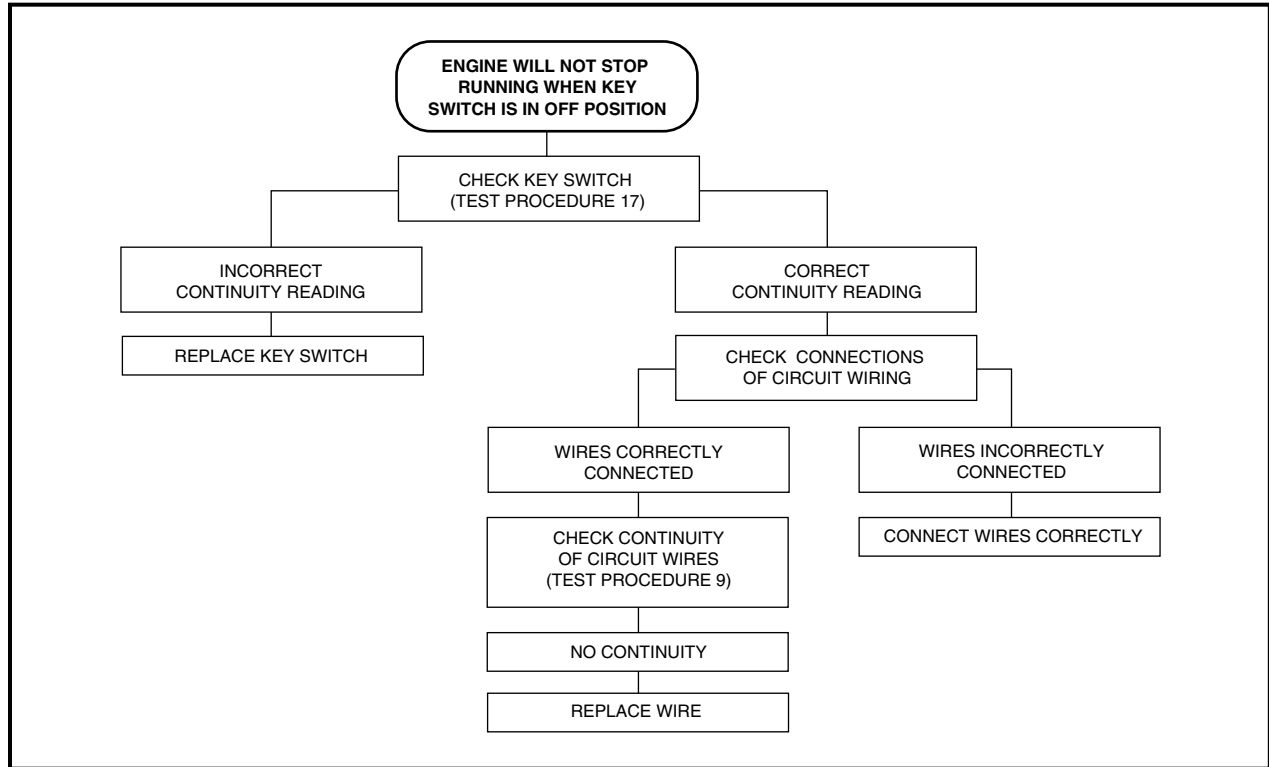 ENGINE WILL NOT STOP
RUNNING WHEN KEY
SWITCH IS IN OFF POSITION
CHECK KEY SWITCH
(TEST PROCEDURE 17)
INCORRECT
CONTINUITY READING
REPLACE KEY SWITCH
CORRECT
CONTINUITY READING
CHECK CONNECTIONS
OF CIRCUIT WIRING
WIRES CORRECTLY
CONNECTED
CHECK CONTINUITY
OF CIRCUIT WIRES
(TEST PROCEDURE 9)
NO CONTINUITY
REPLACE WIRE
WIRES INCORRECTLY
CONNECTED
CONNECT WIRES CORRECTLY